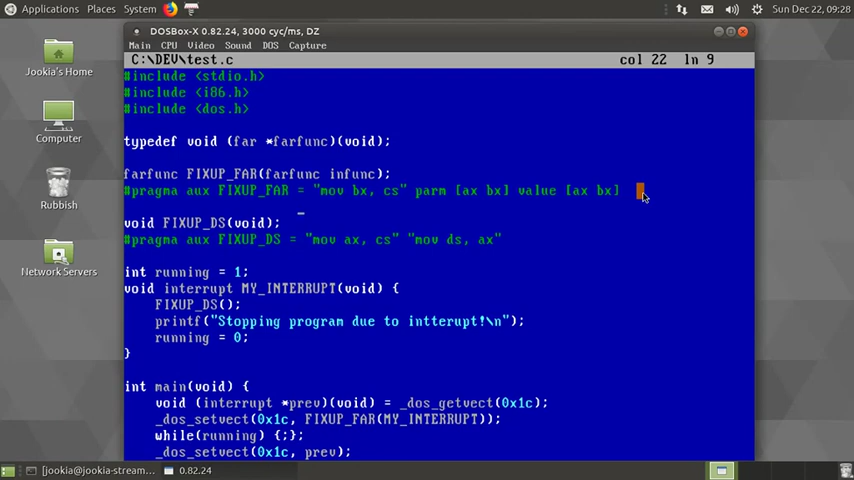 Applications Places System Sun Dec 22, 09:28
DOSBox-X 0.82.24, 3000 cyc/ms, DZ
Main CPU Video Sound DOS Capture
C:\DEV\test.c col 22 ln 9
Jookia's Home
Computer
Rubbish
Network Servers
#include <stdio.h>
#include <i86.h>
#include <dos.h>
typedef void (far *farfunc)(void);
farfunc FIXUP_FAR(farfunc infunc);
#pragma aux FIXUP_FAR = "mov bx, cs" parm [ax bx] value [ax bx]
void FIXUP_DS(void);
#pragma aux FIXUP_DS = "mov ax, cs" "mov ds, ax"
int running = 1;
void interrupt MY_INTERRUPT(void) {
FIXUP_DS();
printf("Stopping program due to intterupt!\n");
running = 0;
}
int main(void) {
void (interrupt *prev)(void) = _dos_getvect(0x1c);
_dos_setvect(0x1c, FIXUP_FAR(MY_INTERRUPT));
while(running) {;};
_dos_setvect(0x1c, prev);
[jookia@jookia-stream... 0.82.24